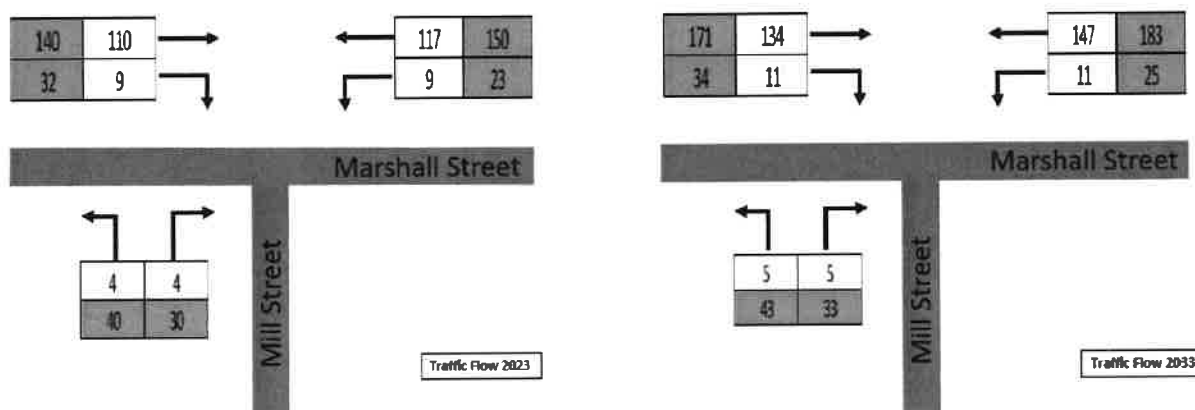 140 110
32 9
117 150
9 23
Marshall Street
4 4
40 30
Mill Street
Traffic Flow 2023
171 134
34 11
147 183
11 25
Marshall Street
5 5
43 33
Mill Street
Traffic Flow 2033